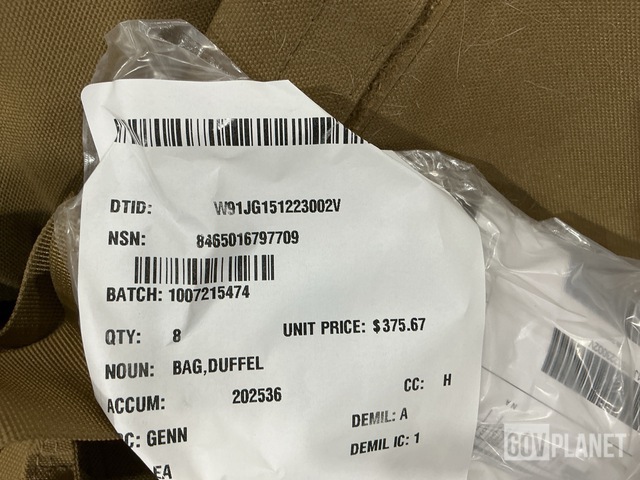 DTID: W91JG151223002V
NSN: 8465016797709
BATCH: 1007215474
QTY: 8 UNIT PRICE: $375.67
NOUN: BAG,DUFFEL
ACCUM: 202536 CC: H
C: GENN DEMIL: A
EA DEMIL IC: 1
GOVPLANET